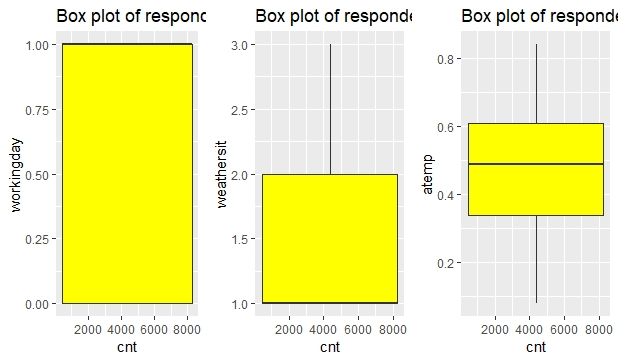 Box plot of respond
Box plot of responde
Box plot of responde
workingday
1.00
0.75
0.50
0.25
0.00
2000 4000 6000 8000
cnt
weathersit
3.0
2.5
2.0
1.5
1.0
2000 4000 6000 8000
cnt
atemp
0.8
0.6
0.4
0.2
2000 4000 6000 8000
cnt